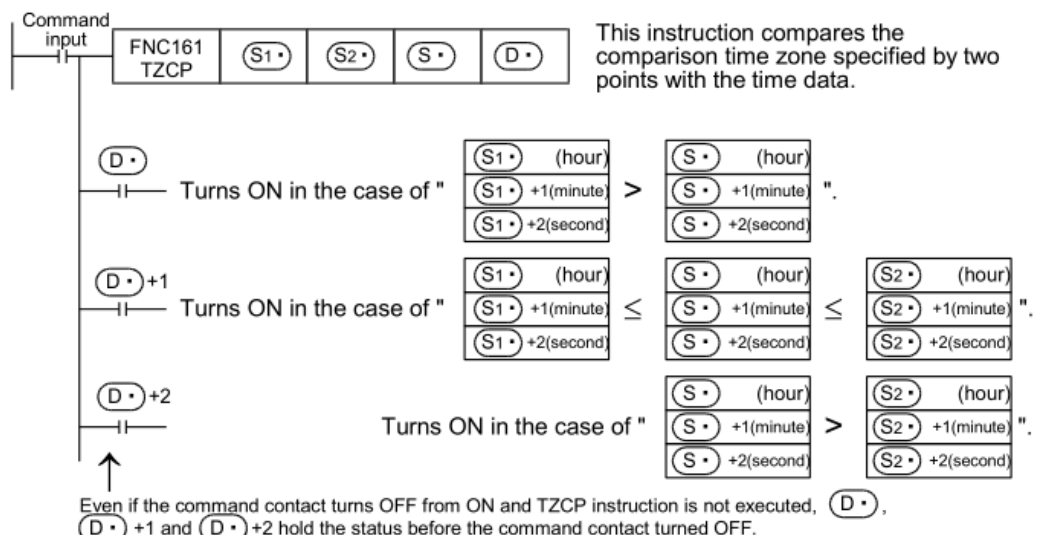 Command
input
FNC161
TZCP
S1・ S2・ S・ D・
This instruction compares the
comparison time zone specified by two
points with the time data.
D・
Turns ON in the case of "
S1・ (hour)
S1・ +1(minute)
S1・ +2(second)
>
S・ (hour)
S・ +1(minute)
S・ +2(second)
".
D・ +1
Turns ON in the case of "
S1・ (hour)
S1・ +1(minute)
S1・ +2(second)
≤
S・ (hour)
S・ +1(minute)
S・ +2(second)
≤
S2・ (hour)
S2・ +1(minute)
S2・ +2(second)
".
D・ +2
Turns ON in the case of "
S・ (hour)
S・ +1(minute)
S・ +2(second)
>
S2・ (hour)
S2・ +1(minute)
S2・ +2(second)
".
Even if the command contact turns OFF from ON and TZCP instruction is not executed, D・ ,
D・ +1 and D・ +2 hold the status before the command contact turned OFF.